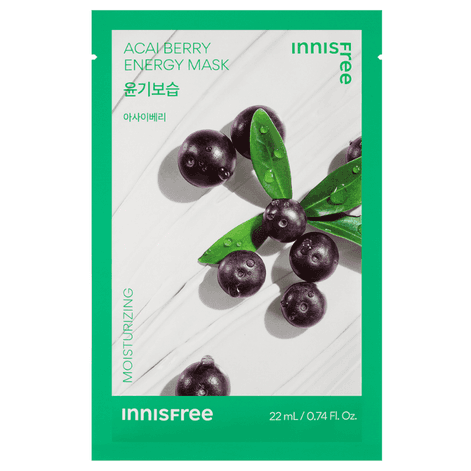 ACAI BERRY
ENERGY MASK
윤기보습
아사이베리
INNISFree
MOISTURIZING
INNISFree
22 mL / 0.74 Fl. Oz.